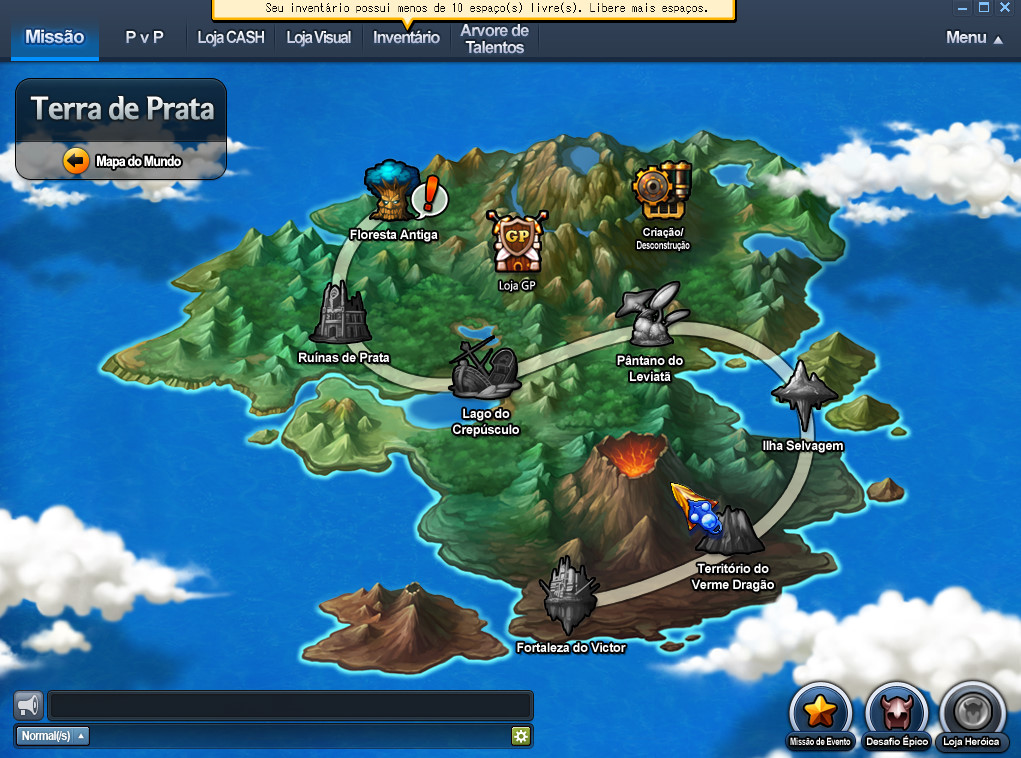 Seu inventário possui menos de 10 espaço(s) livre(s). Libere mais espaços.
Missão
P v P
Loja CASH
Loja Visual
Inventário
Arvore de
Talentos
Menu
Terra de Prata
Mapa do Mundo
Floresta Antiga
GP
Loja GP
Criação/
Desconstrução
Ruínas de Prata
Lago do
Crepúsculo
Pântano do
Leviatã
Ilha Selvagem
Território do
Verme Dragão
Fortaleza do Victor
Normal(/s)
Missão de Evento
Desafio Épico
Loja Heróica